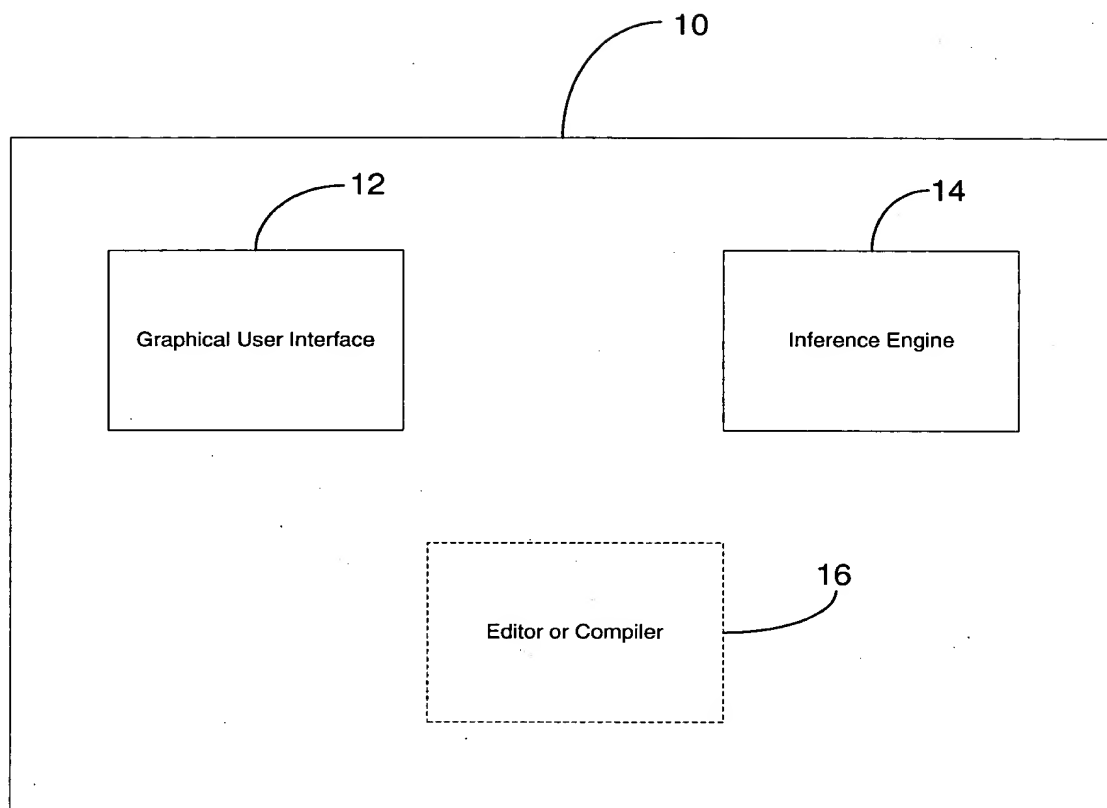 10
12
14
Graphical User Interface
Inference Engine
16
Editor or Compiler